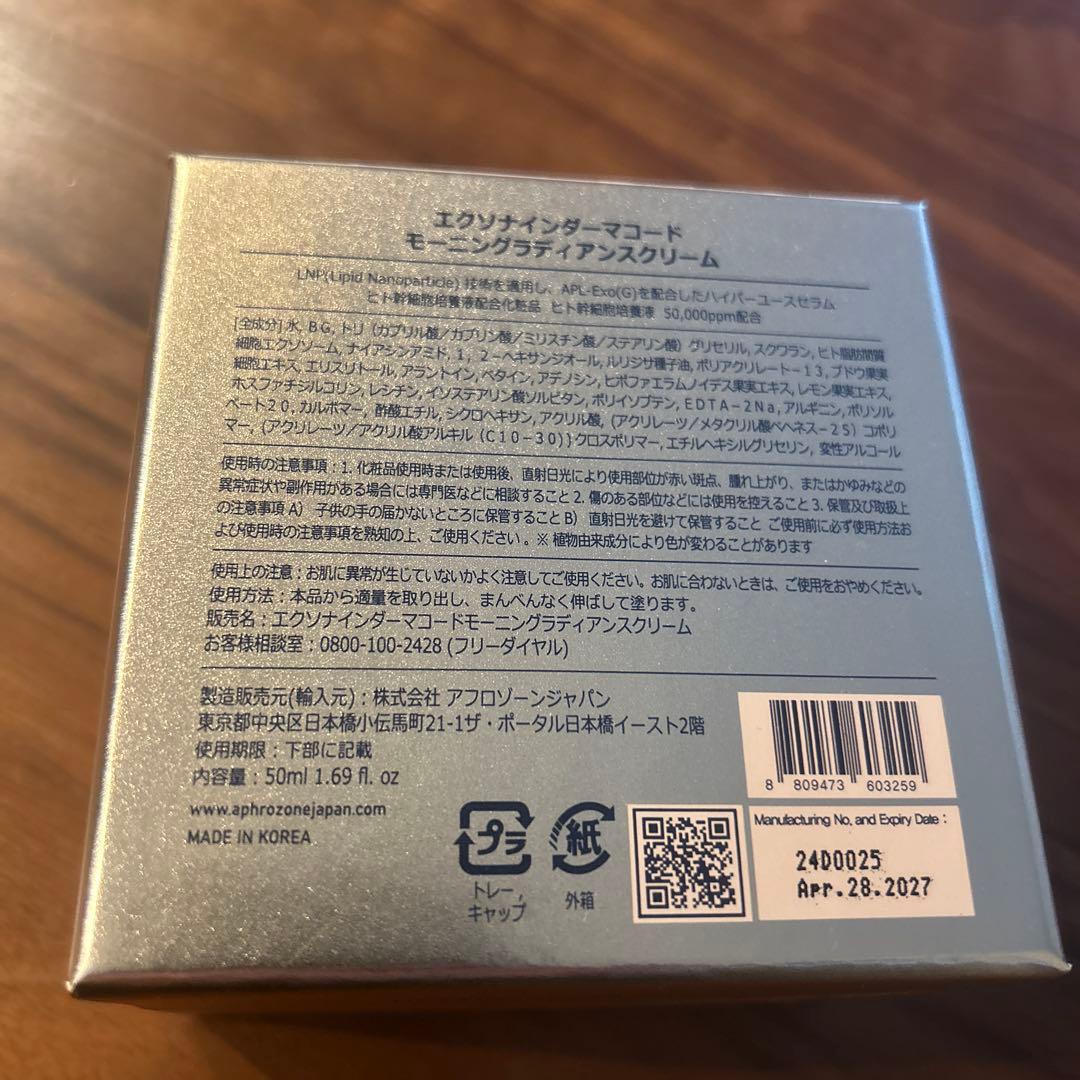 エクソナインダーマコード
モーニングラディアンスクリーム
LNP(Lipid Nanoparticle) 技術を適用し、APL-Exo(G)を配合したハイパーユースセラム
ヒト幹細胞培養液配合化粧品 ヒト幹細胞培養液 50,000ppm配合
[全成分] 水, BG, トリ (カプリル酸/カプリン酸/ミリスチン酸/ステアリン酸) グリセリル, スクワラン, ヒト脂肪間質
細胞エクソソーム, ナイアシンアミド, 1, 2-ヘキサンジオール, ルリジサ種子油, ポリアクリレート-13, ブドウ果実
細胞エキス, エリスリトール, アラントイン, ベタイン, アデノシン, ヒポファエラムノイデス果実エキス, レモン果実エキス,
ホスファチジルコリン, レシチン, イソステアリン酸ソルビタン, ポリイソブテン, EDTA-2Na, アルギニン, ポリソル
ベート20, カルボマー, 酢酸エチル, シクロヘキサン, アクリル酸, (アクリレーツ/メタクリル酸ベヘネス-25) コポリ
マー, (アクリレーツ/アクリル酸アルキル (C10-30)} クロスポリマー, エチルヘキシルグリセリン, 変性アルコール
使用時の注意事項 : 1. 化粧品使用時または使用後、直射日光により使用部位が赤い斑点、腫れ上がり、またはかゆみなどの
異常症状や副作用がある場合には専門医などに相談すること 2. 傷のある部位などには使用を控えること 3. 保管及び取扱上
の注意事項 A) 子供の手の届かないところに保管すること B) 直射日光を避けて保管すること ご使用前に必ず使用方法お
よび使用時の注意事項を熟知の上、ご使用ください 。※ 植物由来成分により色が変わることがあります
使用上の注意 : お肌に異常が生じていないかよく注意してご使用ください。お肌に合わないときは、ご使用をおやめください。
使用方法 : 本品から適量を取り出し、まんべんなく伸ばして塗ります。
販売名 : エクソナインダーマコードモーニングラディアンスクリーム
お客様相談室 : 0800-100-2428 (フリーダイヤル)
製造販売元(輸入元) : 株式会社 アフロゾーンジャパン
東京都中央区日本橋小伝馬町21-1ザ・ポータル日本橋イースト2階
使用期限 : 下部に記載
内容量 : 50ml 1.69 fl. oz
www.aphrozonejapan.com
MADE IN KOREA
プラ
トレー,
キャップ
紙
外箱
8 809473 603259
Manufacturing No. and Expiry Date :
24D0025
Apr.28.2027